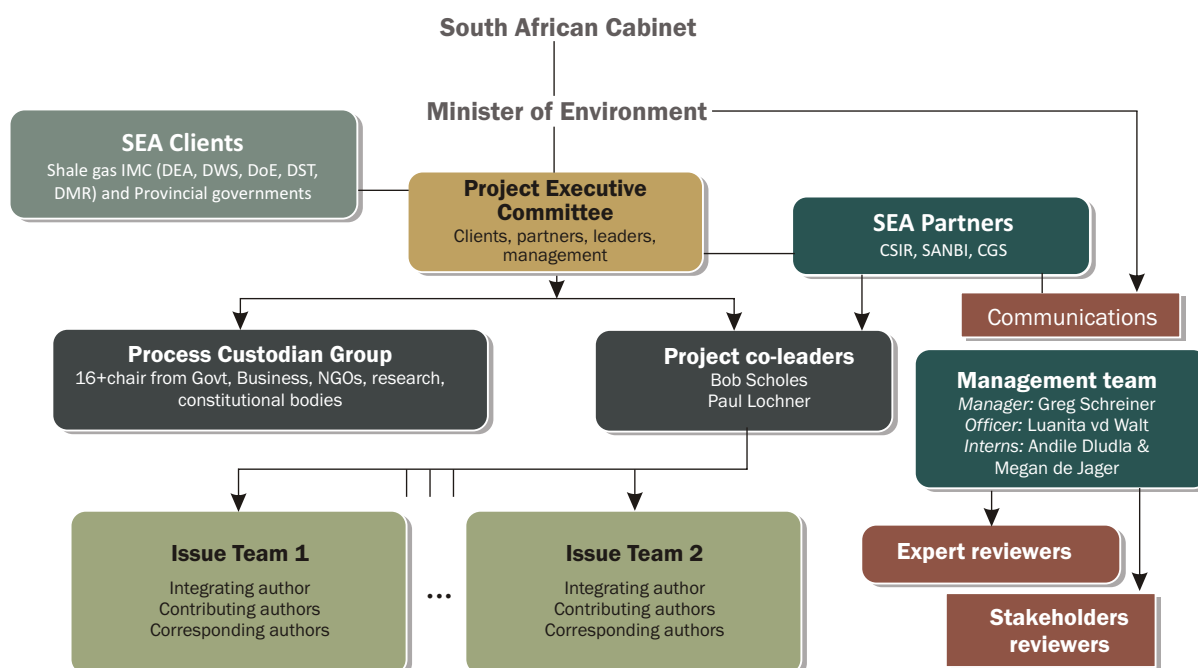 South African Cabinet
Minister of Environment
SEA Clients
Shale gas IMC (DEA, DWS, DoE, DST,
DMR) and Provincial governments
Project Executive
Committee
Clients, partners, leaders,
management
SEA Partners
CSIR, SANBI, CGS
Communications
Process Custodian Group
16+chair from Govt, Business, NGOs, research,
constitutional bodies
Project co-leaders
Bob Scholes
Paul Lochner
Management team
Manager: Greg Schreiner
Officer: Luanita vd Walt
Interns: Andile Dludla &
Megan de Jager
Issue Team 1
Integrating author
Contributing authors
Corresponding authors
...
Issue Team 2
Integrating author
Contributing authors
Corresponding authors
Expert reviewers
Stakeholders
reviewers